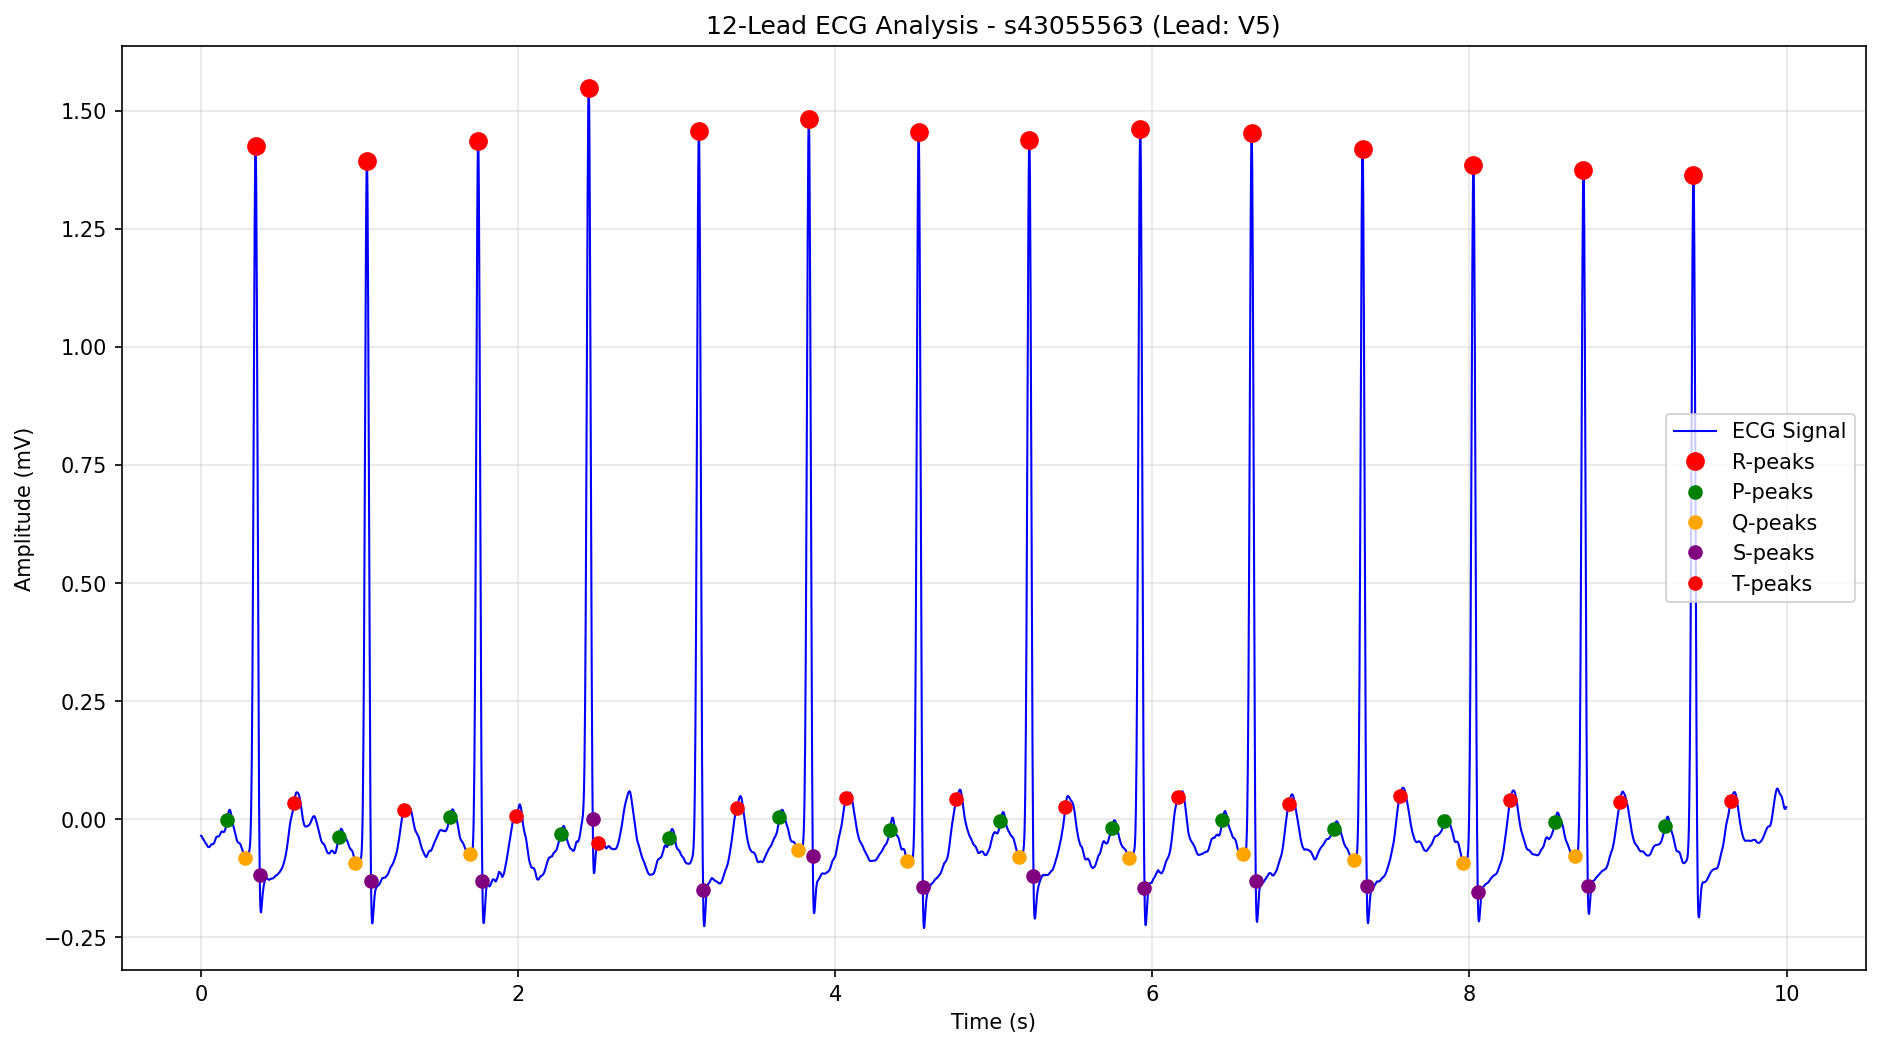 12-Lead ECG Analysis - s43055563 (Lead: V5)
Amplitude (mV)
1.50
1.25
1.00
0.75
0.50
0.25
0.00
−0.25
ECG Signal
R-peaks
P-peaks
Q-peaks
S-peaks
T-peaks
0 2 4 6 8 10
Time (s)